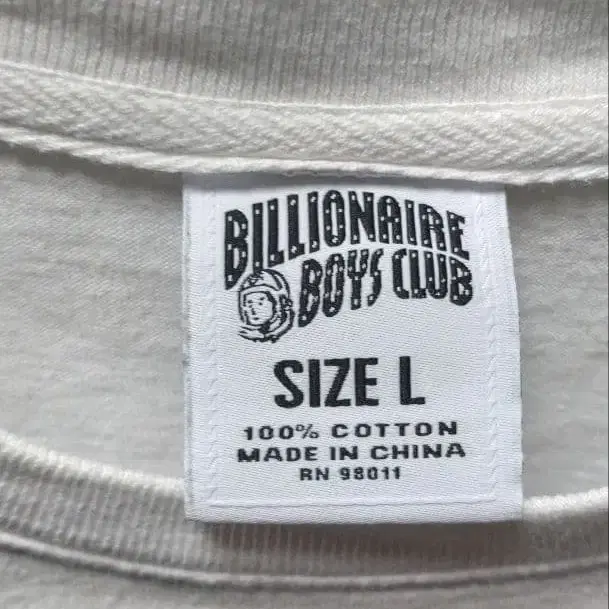 BILLIONAIRE
BOYS CLUB
SIZE L
100% COTTON
MADE IN CHINA
RN 98011